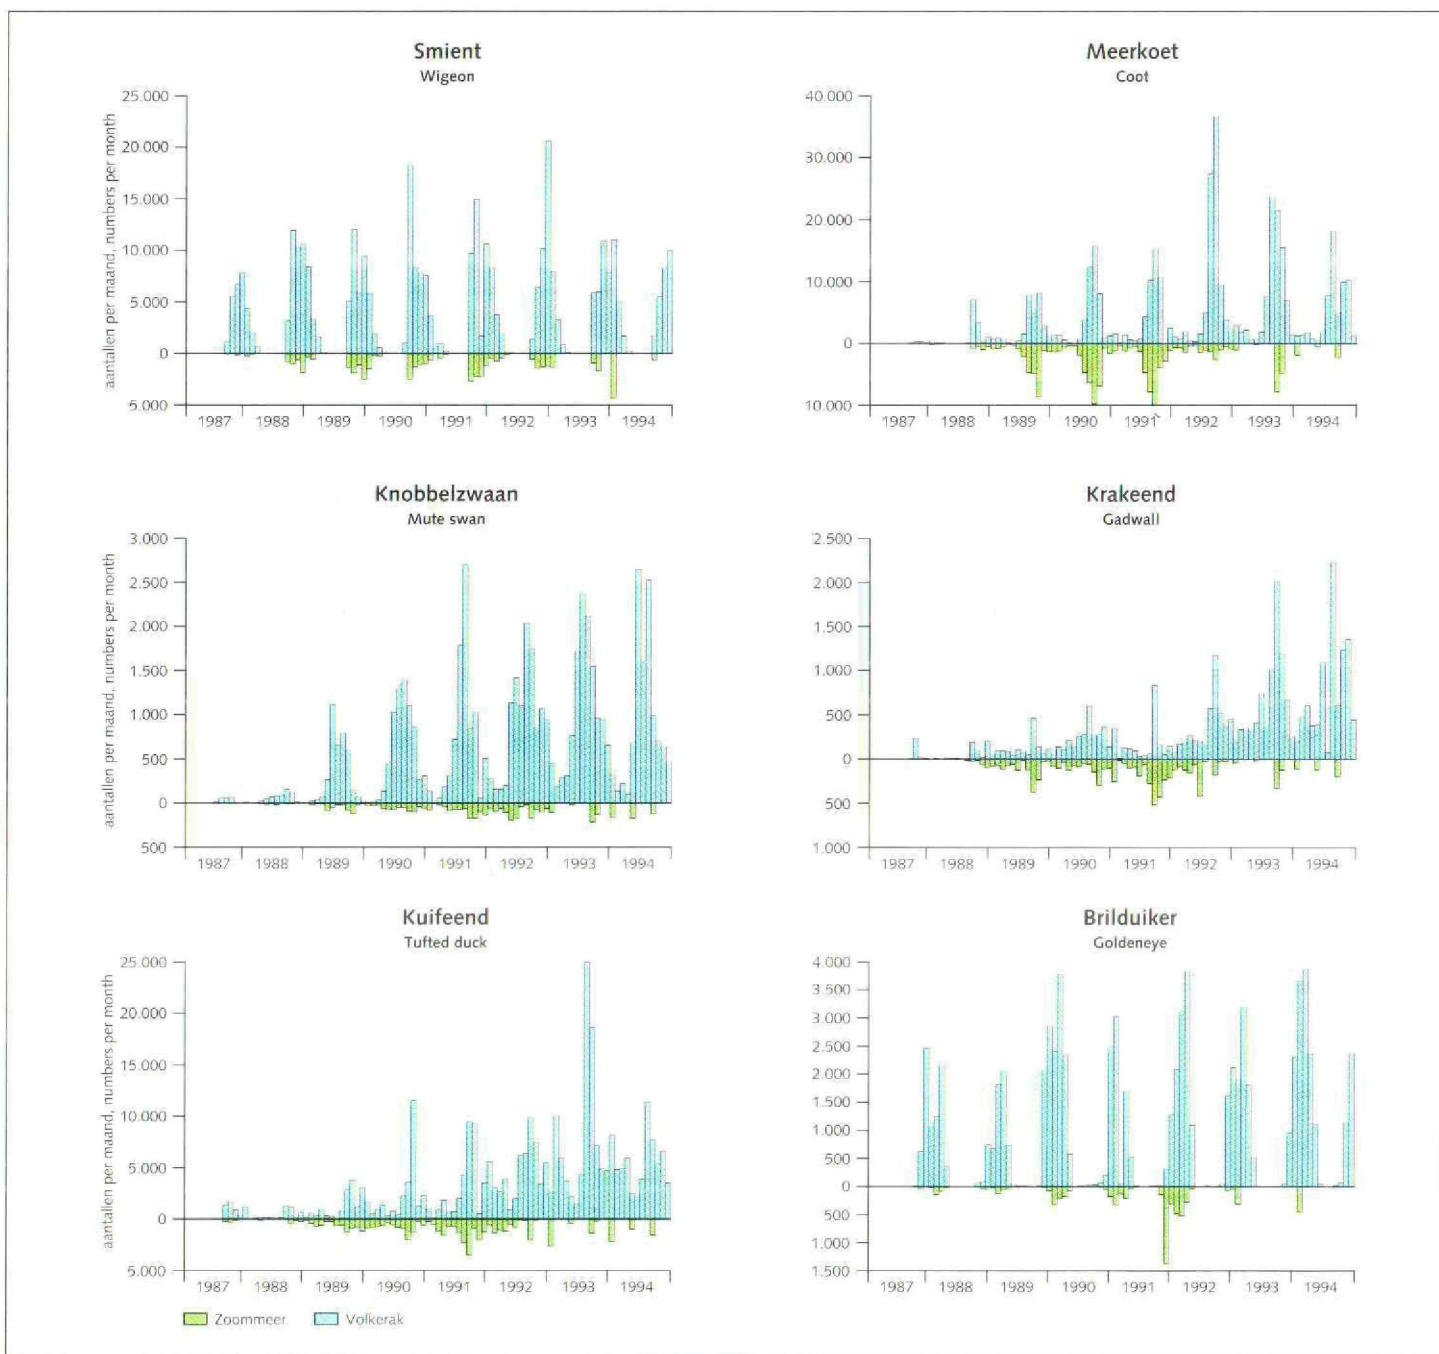 Smient
Wigeon
25.000
20.000
15.000
10.000
5.000
0
5.000
aantallen per maand, numbers per month
1987 1988 1989 1990 1991 1992 1993 1994
Meerkoet
Coot
40.000
30.000
20.000
10.000
0
10.000
1987 1988 1989 1990 1991 1992 1993 1994
Knobbelzwaan
Mute swan
3.000
2.500
2.000
1.500
1.000
500
0
500
aantallen per maand, numbers per month
1987 1988 1989 1990 1991 1992 1993 1994
Krakeend
Gadwall
2.500
2.000
1.500
1.000
500
0
500
1.000
1987 1988 1989 1990 1991 1992 1993 1994
Kuifeend
Tufted duck
25.000
20.000
15.000
10.000
5.000
0
5.000
aantallen per maand, numbers per month
1987 1988 1989 1990 1991 1992 1993 1994
Brilduiker
Goldeneye
4.000
3.500
3.000
2.500
2.000
1.500
1.000
500
0
500
1.000
1.500
1987 1988 1989 1990 1991 1992 1993 1994
Zoommeer Volkerak